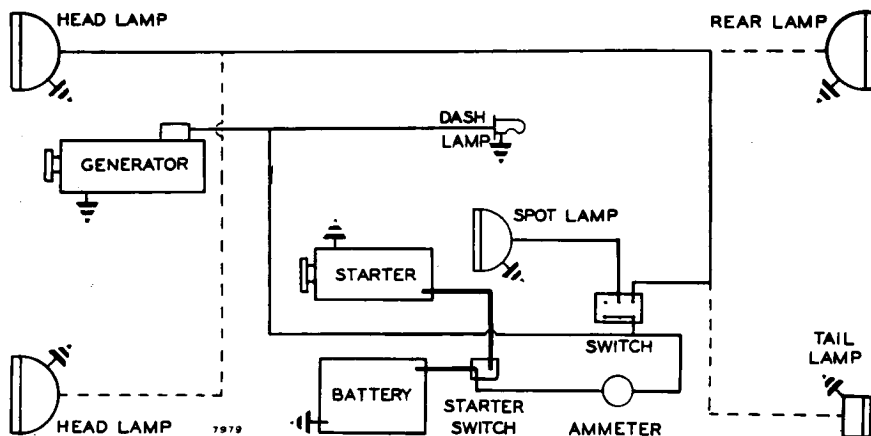 HEAD LAMP
REAR LAMP
DASH
LAMP
GENERATOR
SPOT LAMP
STARTER
SWITCH
TAIL
LAMP
BATTERY
STARTER
SWITCH
AMMETER
HEAD LAMP
7979